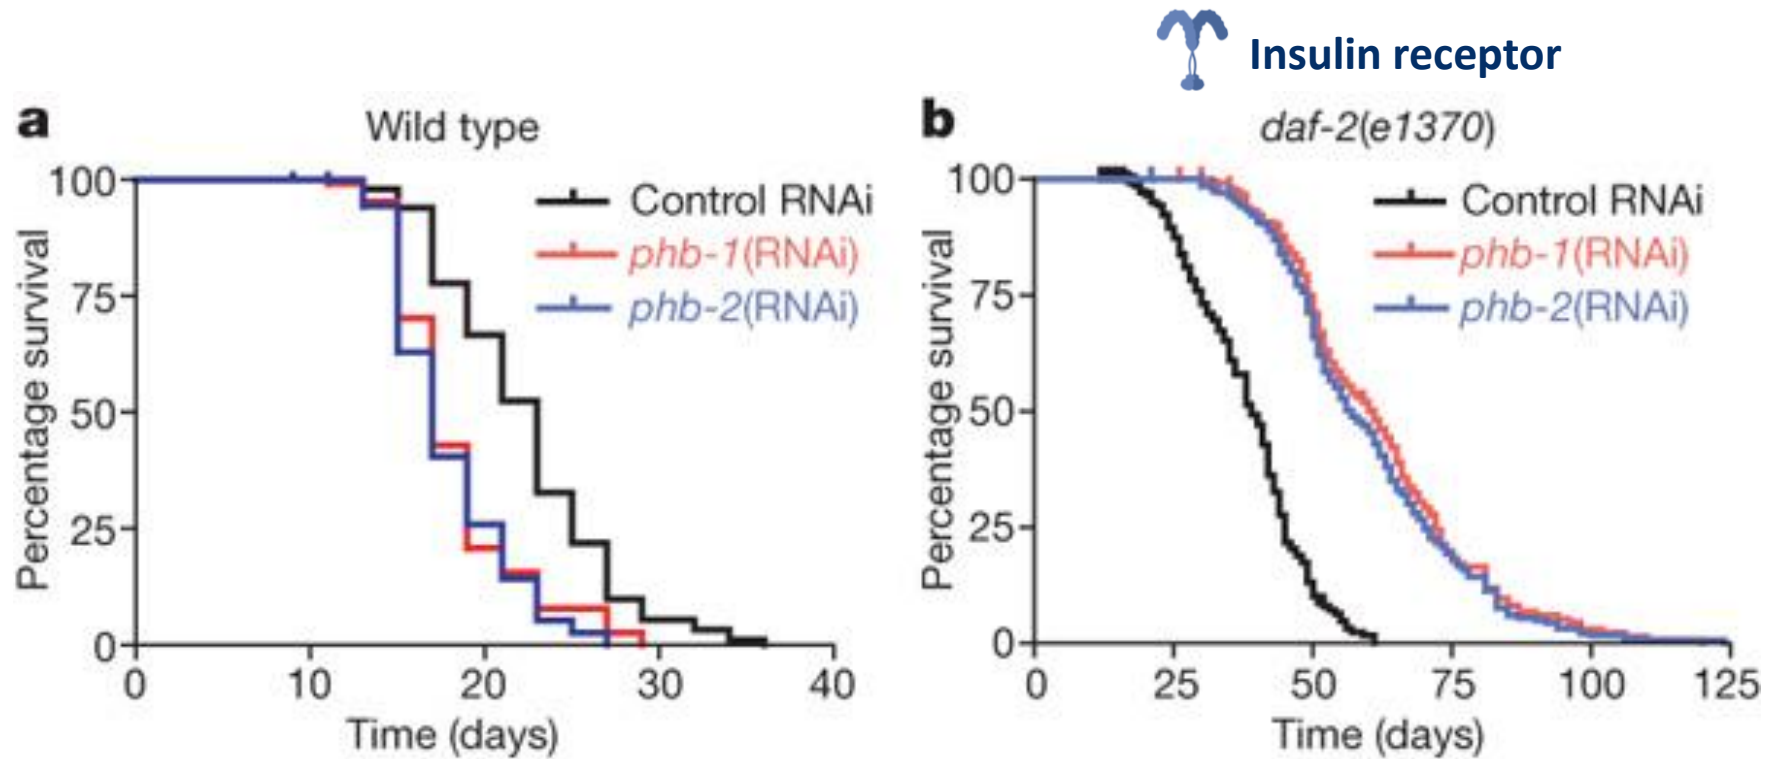 Insulin receptor
a
Wild type
Control RNAi
phb-1(RNAi)
phb-2(RNAi)
Percentage survival
100
75
50
25
0
0 10 20 30 40
Time (days)
b
daf-2(e1370)
Control RNAi
phb-1(RNAi)
phb-2(RNAi)
Percentage survival
100
75
50
25
0
0 25 50 75 100 125
Time (days)